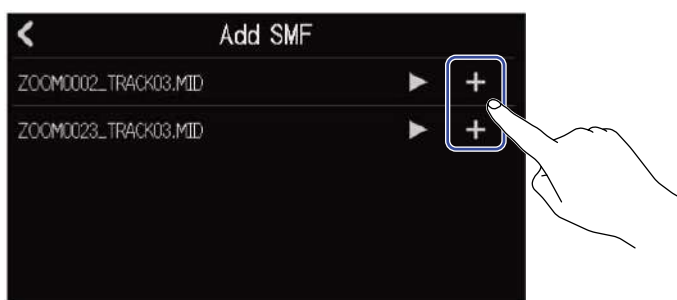 Add SMF
ZOOM0002_TRACK03.MID
ZOOM0023_TRACK03.MID